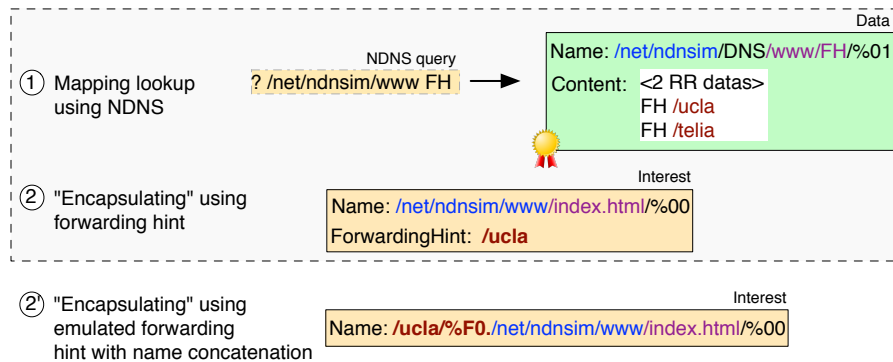 Data
NDNS query
① Mapping lookup
using NDNS
? /net/ndnsim/www FH
Name: /net/ndnsim/DNS/www/FH/%01
Content: <2 RR datas>
FH /ucla
FH /telia
② "Encapsulating" using
forwarding hint
Interest
Name: /net/ndnsim/www/index.html/%00
ForwardingHint: /ucla
②' "Encapsulating" using
emulated forwarding
hint with name concatenation
Interest
Name: /ucla/%F0./net/ndnsim/www/index.html/%00